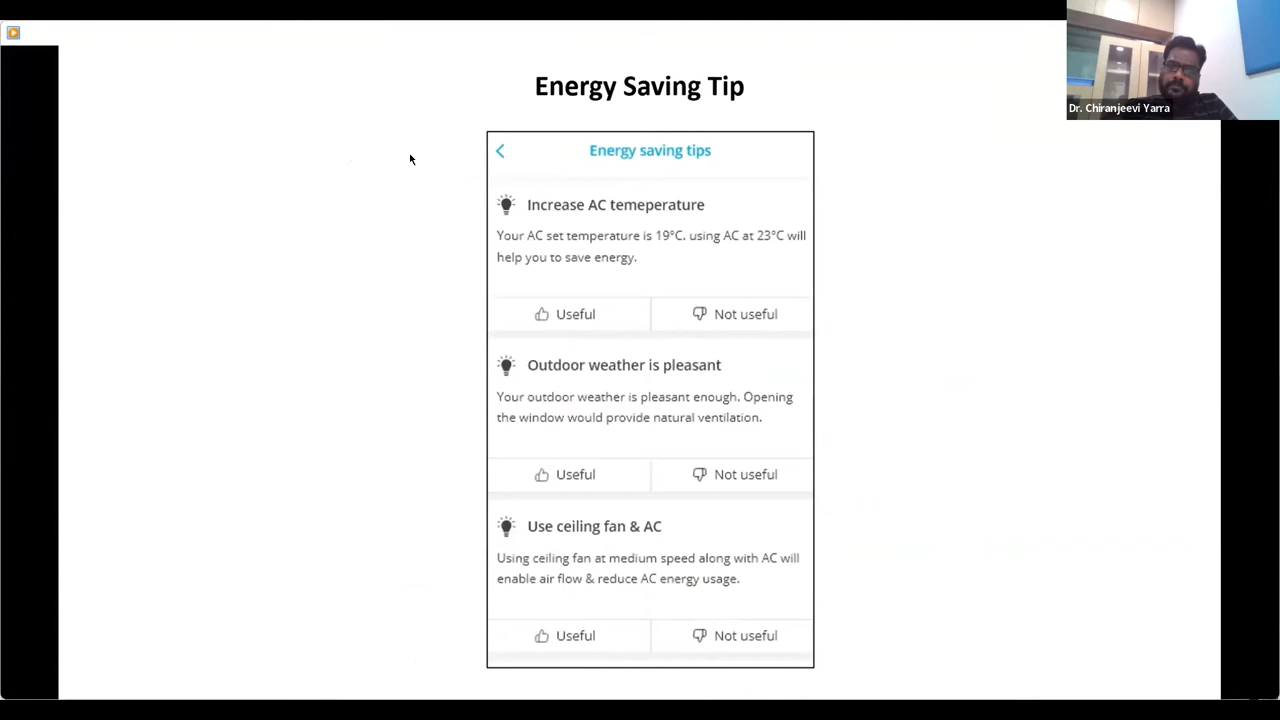 Energy Saving Tip
Dr. Chiranjeevi Yarra
Energy saving tips
Increase AC temeperature
Your AC set temperature is 19°C. using AC at 23°C will
help you to save energy.
Useful
Not useful
Outdoor weather is pleasant
Your outdoor weather is pleasant enough. Opening
the window would provide natural ventilation.
Useful
Not useful
Use ceiling fan & AC
Using ceiling fan at medium speed along with AC will
enable air flow & reduce AC energy usage.
Useful
Not useful